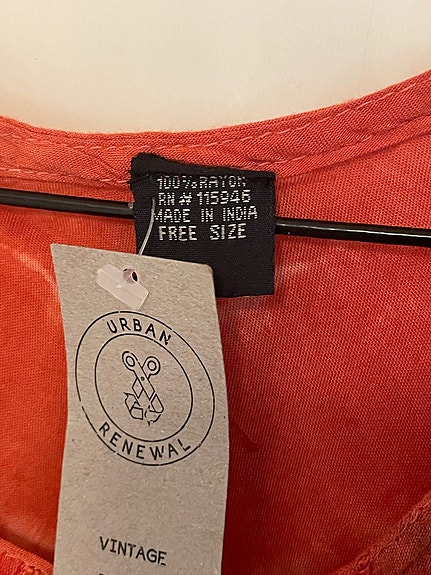 100% RAYON
RN # 115946
MADE IN INDIA
FREE SIZE
URBAN
RENEWAL
VINTAGE